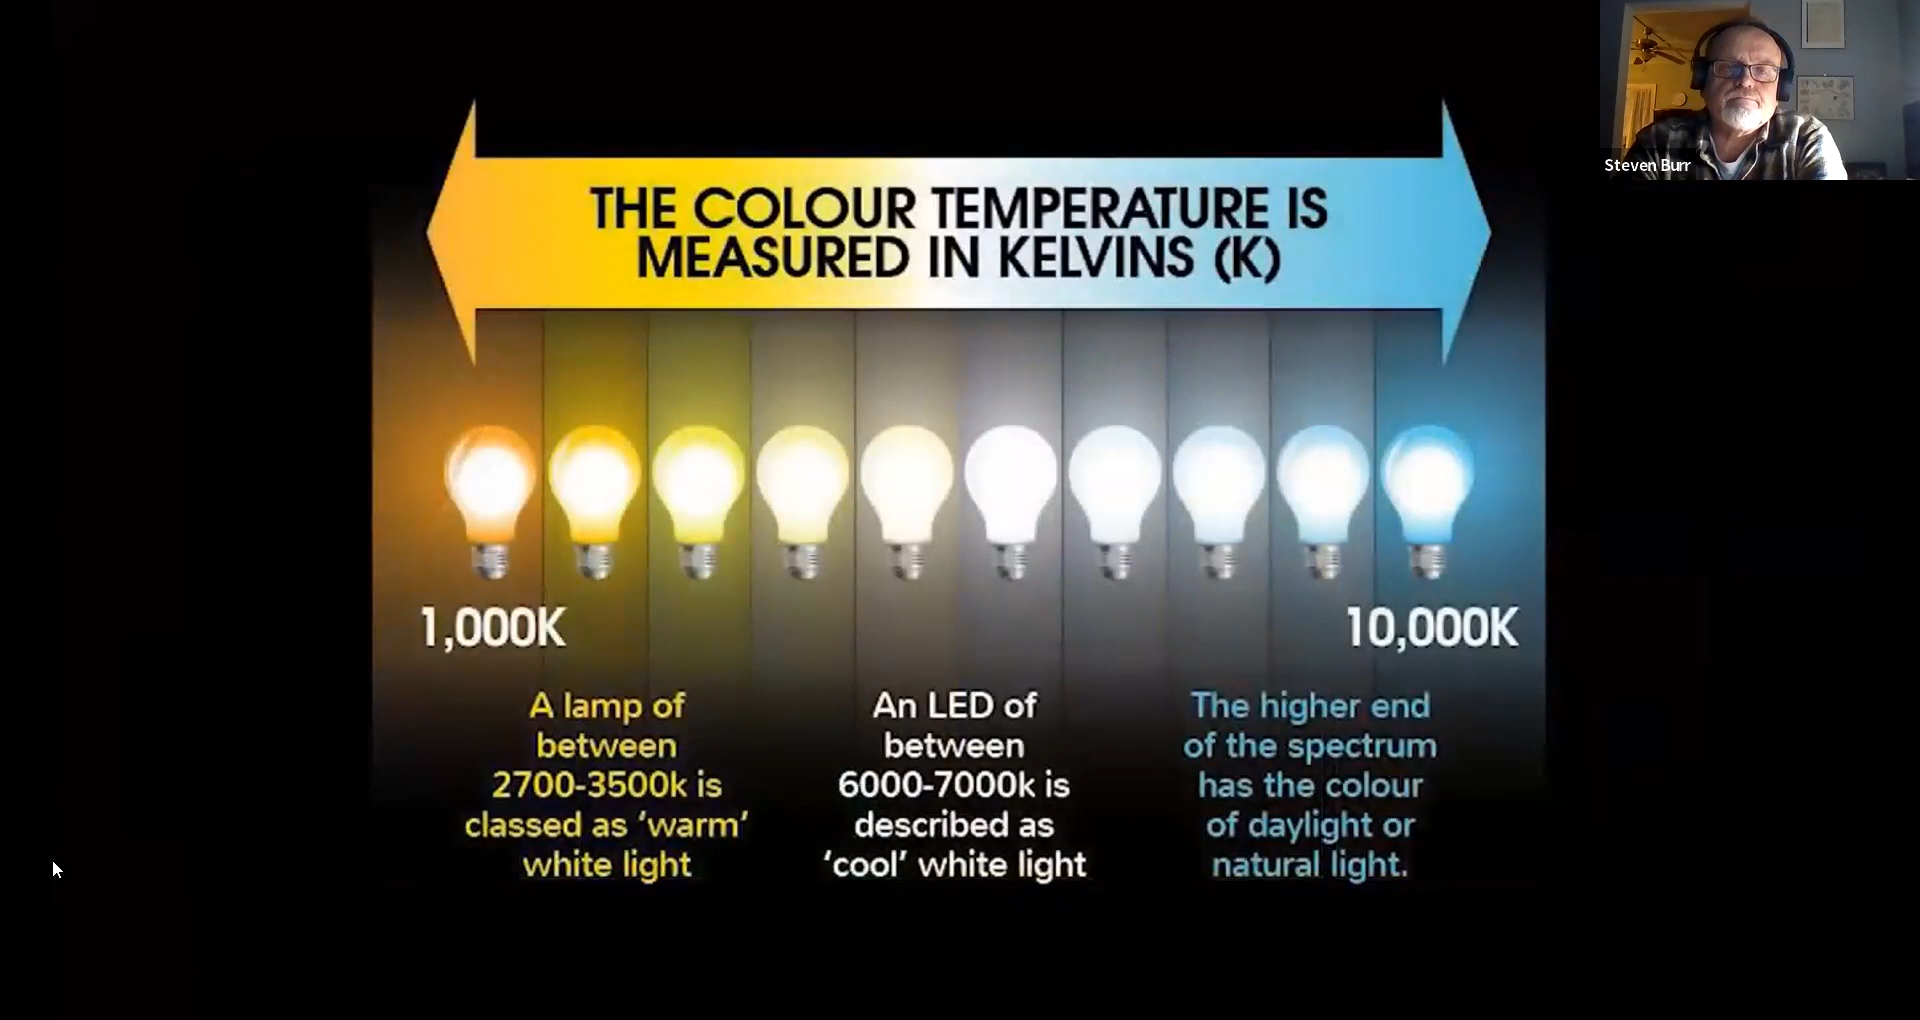 THE COLOUR TEMPERATURE IS
MEASURED IN KELVINS (K)
1,000K
10,000K
A lamp of
between
2700-3500k is
classed as ‘warm’
white light
An LED of
between
6000-7000k is
described as
‘cool’ white light
The higher end
of the spectrum
has the colour
of daylight or
natural light.
Steven Burr